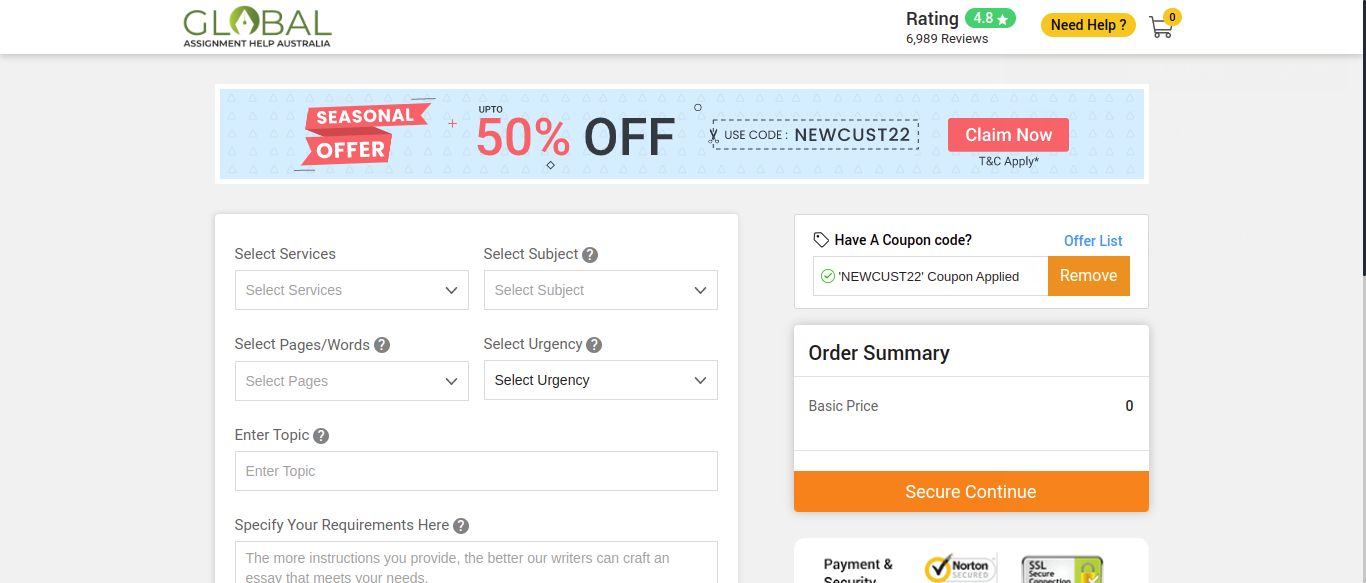 GLOBAL
ASSIGNMENT HELP AUSTRALIA
Rating 4.8
6,989 Reviews
Need Help ?
0
SEASONAL
OFFER
UPTO
50% OFF
USE CODE : NEWCUST22
Claim Now
T&C Apply*
Select Services
Select Services
Select Subject ?
Select Subject
Select Pages/Words ?
Select Pages
Select Urgency ?
Select Urgency
Enter Topic ?
Enter Topic
Specify Your Requirements Here ?
The more instructions you provide, the better our writers can craft an
essay that meets your needs.
Have A Coupon code?
Offer List
'NEWCUST22' Coupon Applied
Remove
Order Summary
Basic Price 0
Secure Continue
Payment &
Security
Norton
SECURED
SSL
Secure
Connection